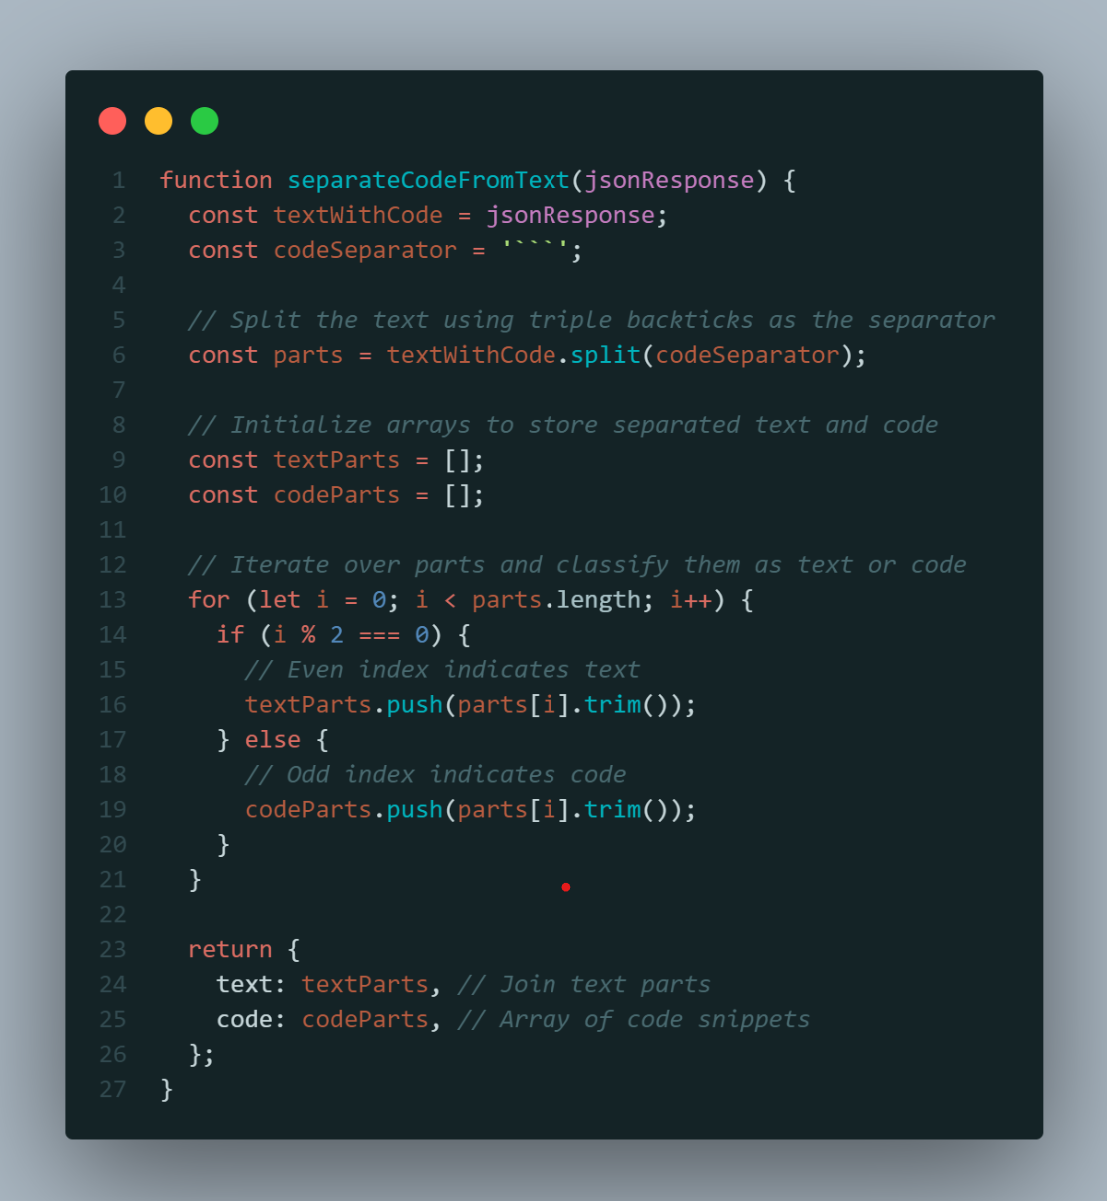 1 function separateCodeFromText(jsonResponse) {
2   const textWithCode = jsonResponse;
3   const codeSeparator = '```';
4
5   // Split the text using triple backticks as the separator
6   const parts = textWithCode.split(codeSeparator);
7
8   // Initialize arrays to store separated text and code
9   const textParts = [];
10   const codeParts = [];
11
12   // Iterate over parts and classify them as text or code
13   for (let i = 0; i < parts.length; i++) {
14     if (i % 2 === 0) {
15       // Even index indicates text
16       textParts.push(parts[i].trim());
17     } else {
18       // Odd index indicates code
19       codeParts.push(parts[i].trim());
20     }
21   }
22
23   return {
24     text: textParts, // Join text parts
25     code: codeParts, // Array of code snippets
26   };
27 }